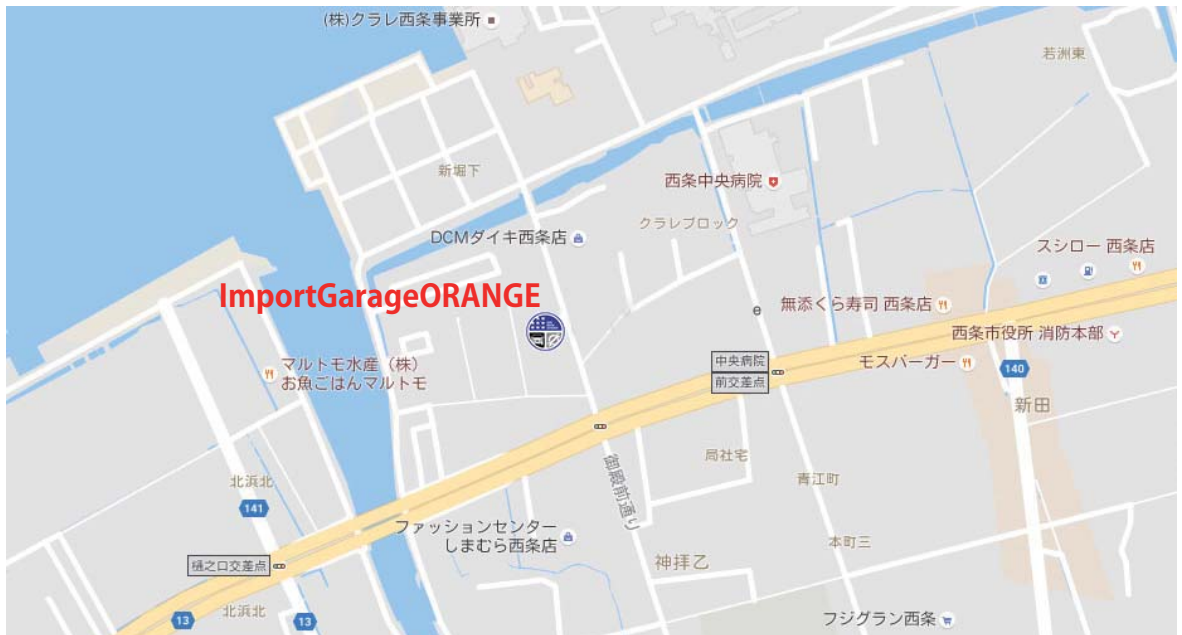 (株)クラレ西条事業所
若洲東
新堀下
西条中央病院
クラレブロック
DCMダイキ西条店
スシロー 西条店
ImportGarageORANGE
無添くら寿司 西条店
西条市役所 消防本部
マルトモ水産（株）
お魚ごはんマルトモ
中央病院
前交差点
モスバーガー
140
新田
局社宅
御殿前通り
青江町
北浜北
141
ファッションセンター
しまむら西条店
本町三
樋之口交差点
神拝乙
北浜北
13
13
フジグラン西条